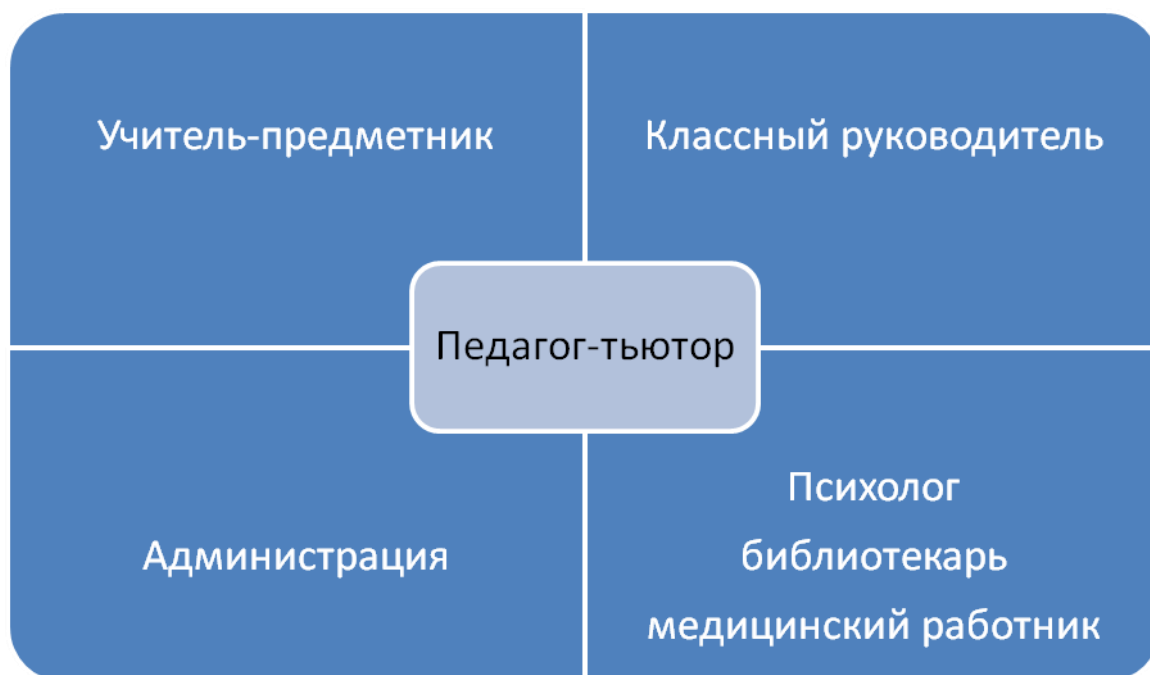 Учитель-предметник
Классный руководитель
Педагог-тьютор
Администрация
Психолог
библиотекарь
медицинский работник